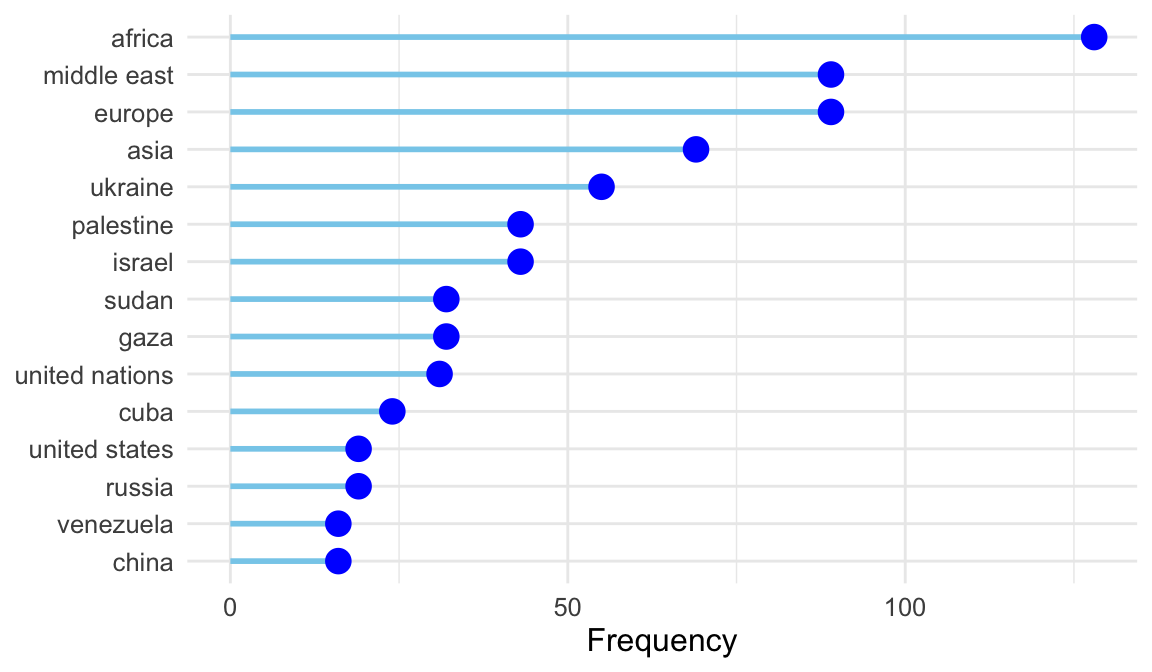 africa
middle east
europe
asia
ukraine
palestine
israel
sudan
gaza
united nations
cuba
united states
russia
venezuela
china
0 50 100
Frequency